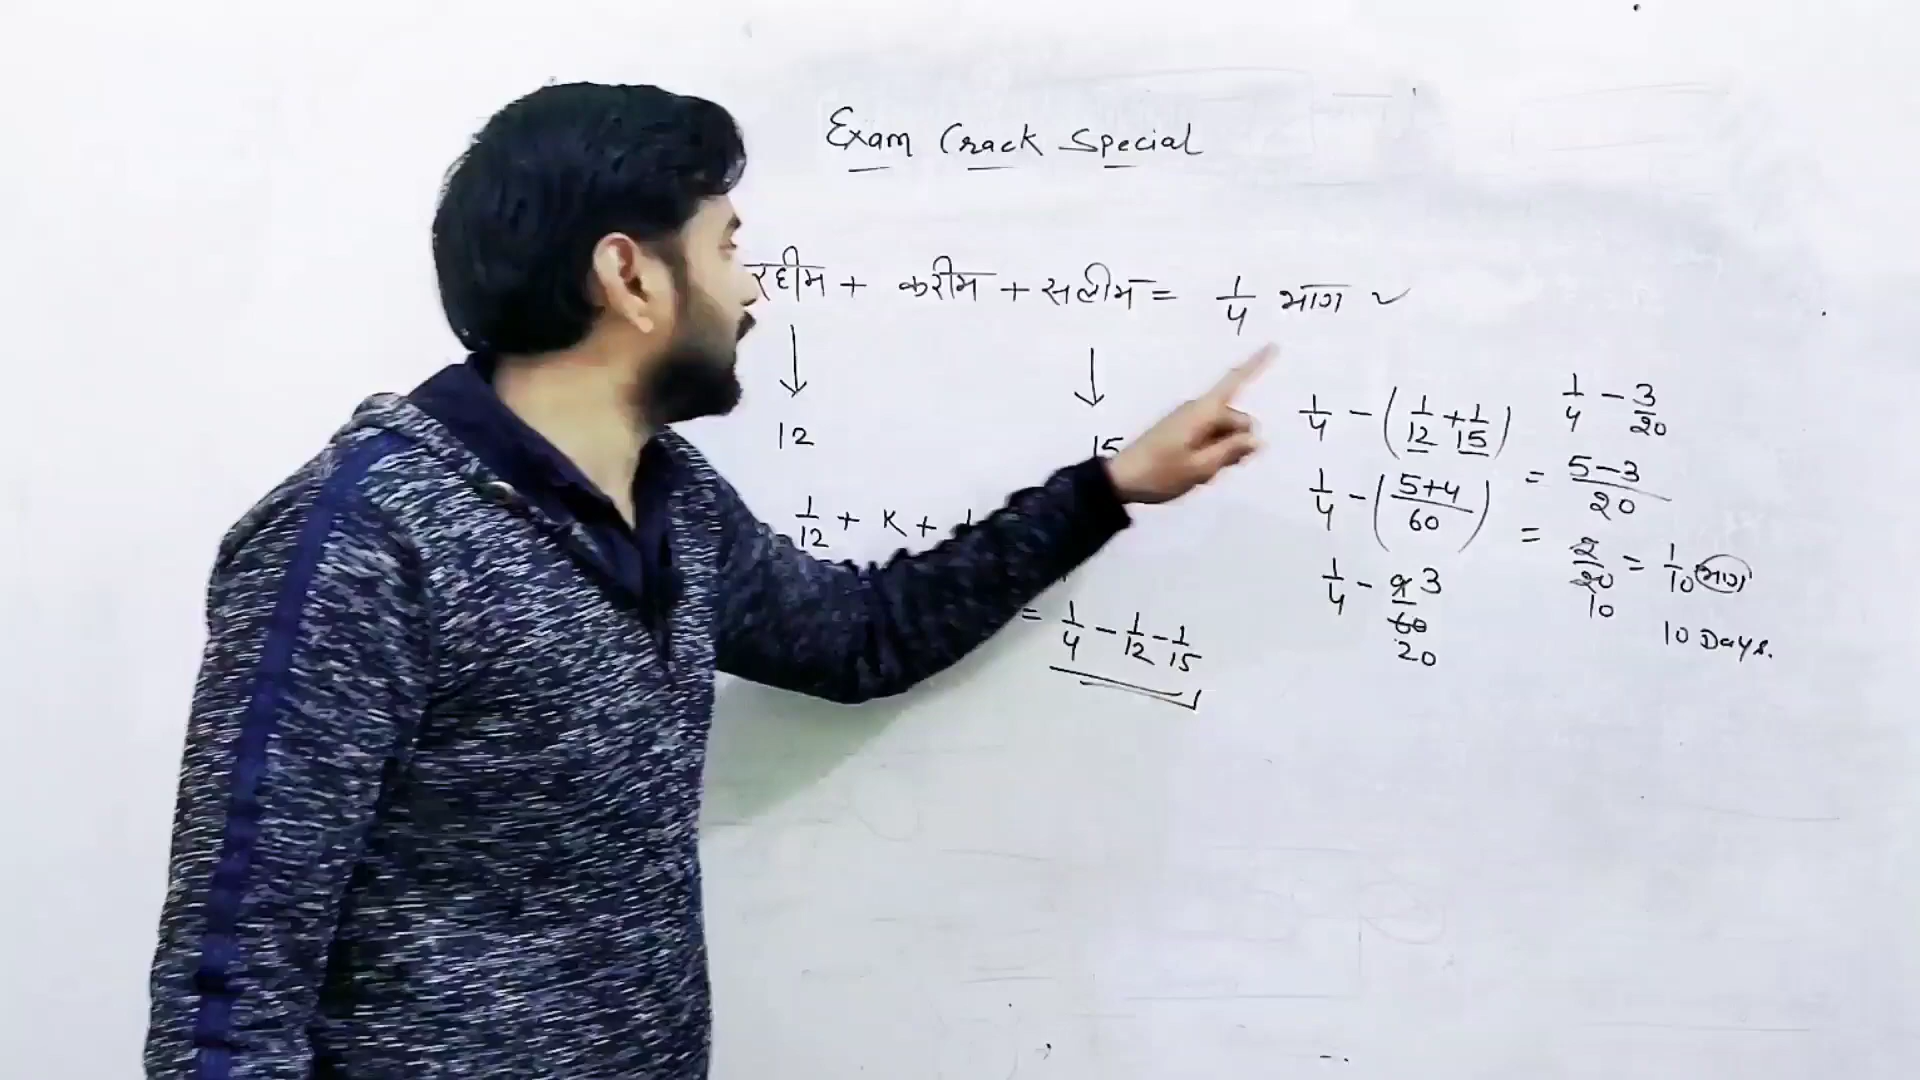 Exam Crack Special
रहीम + करीम + सलीम = 1/4 भाग ✓
↓ ↓
12 15
1/12 + K + 1
= 1/4 - 1/12 - 1/15
1/4 - (1/12 + 1/15)
1/4 - (5+4/60)
1/4 - 9/60 3/20
1/4 - 3/20
= 5-3/20
= 2/20 = 1/10 भाग
10
10 Days.